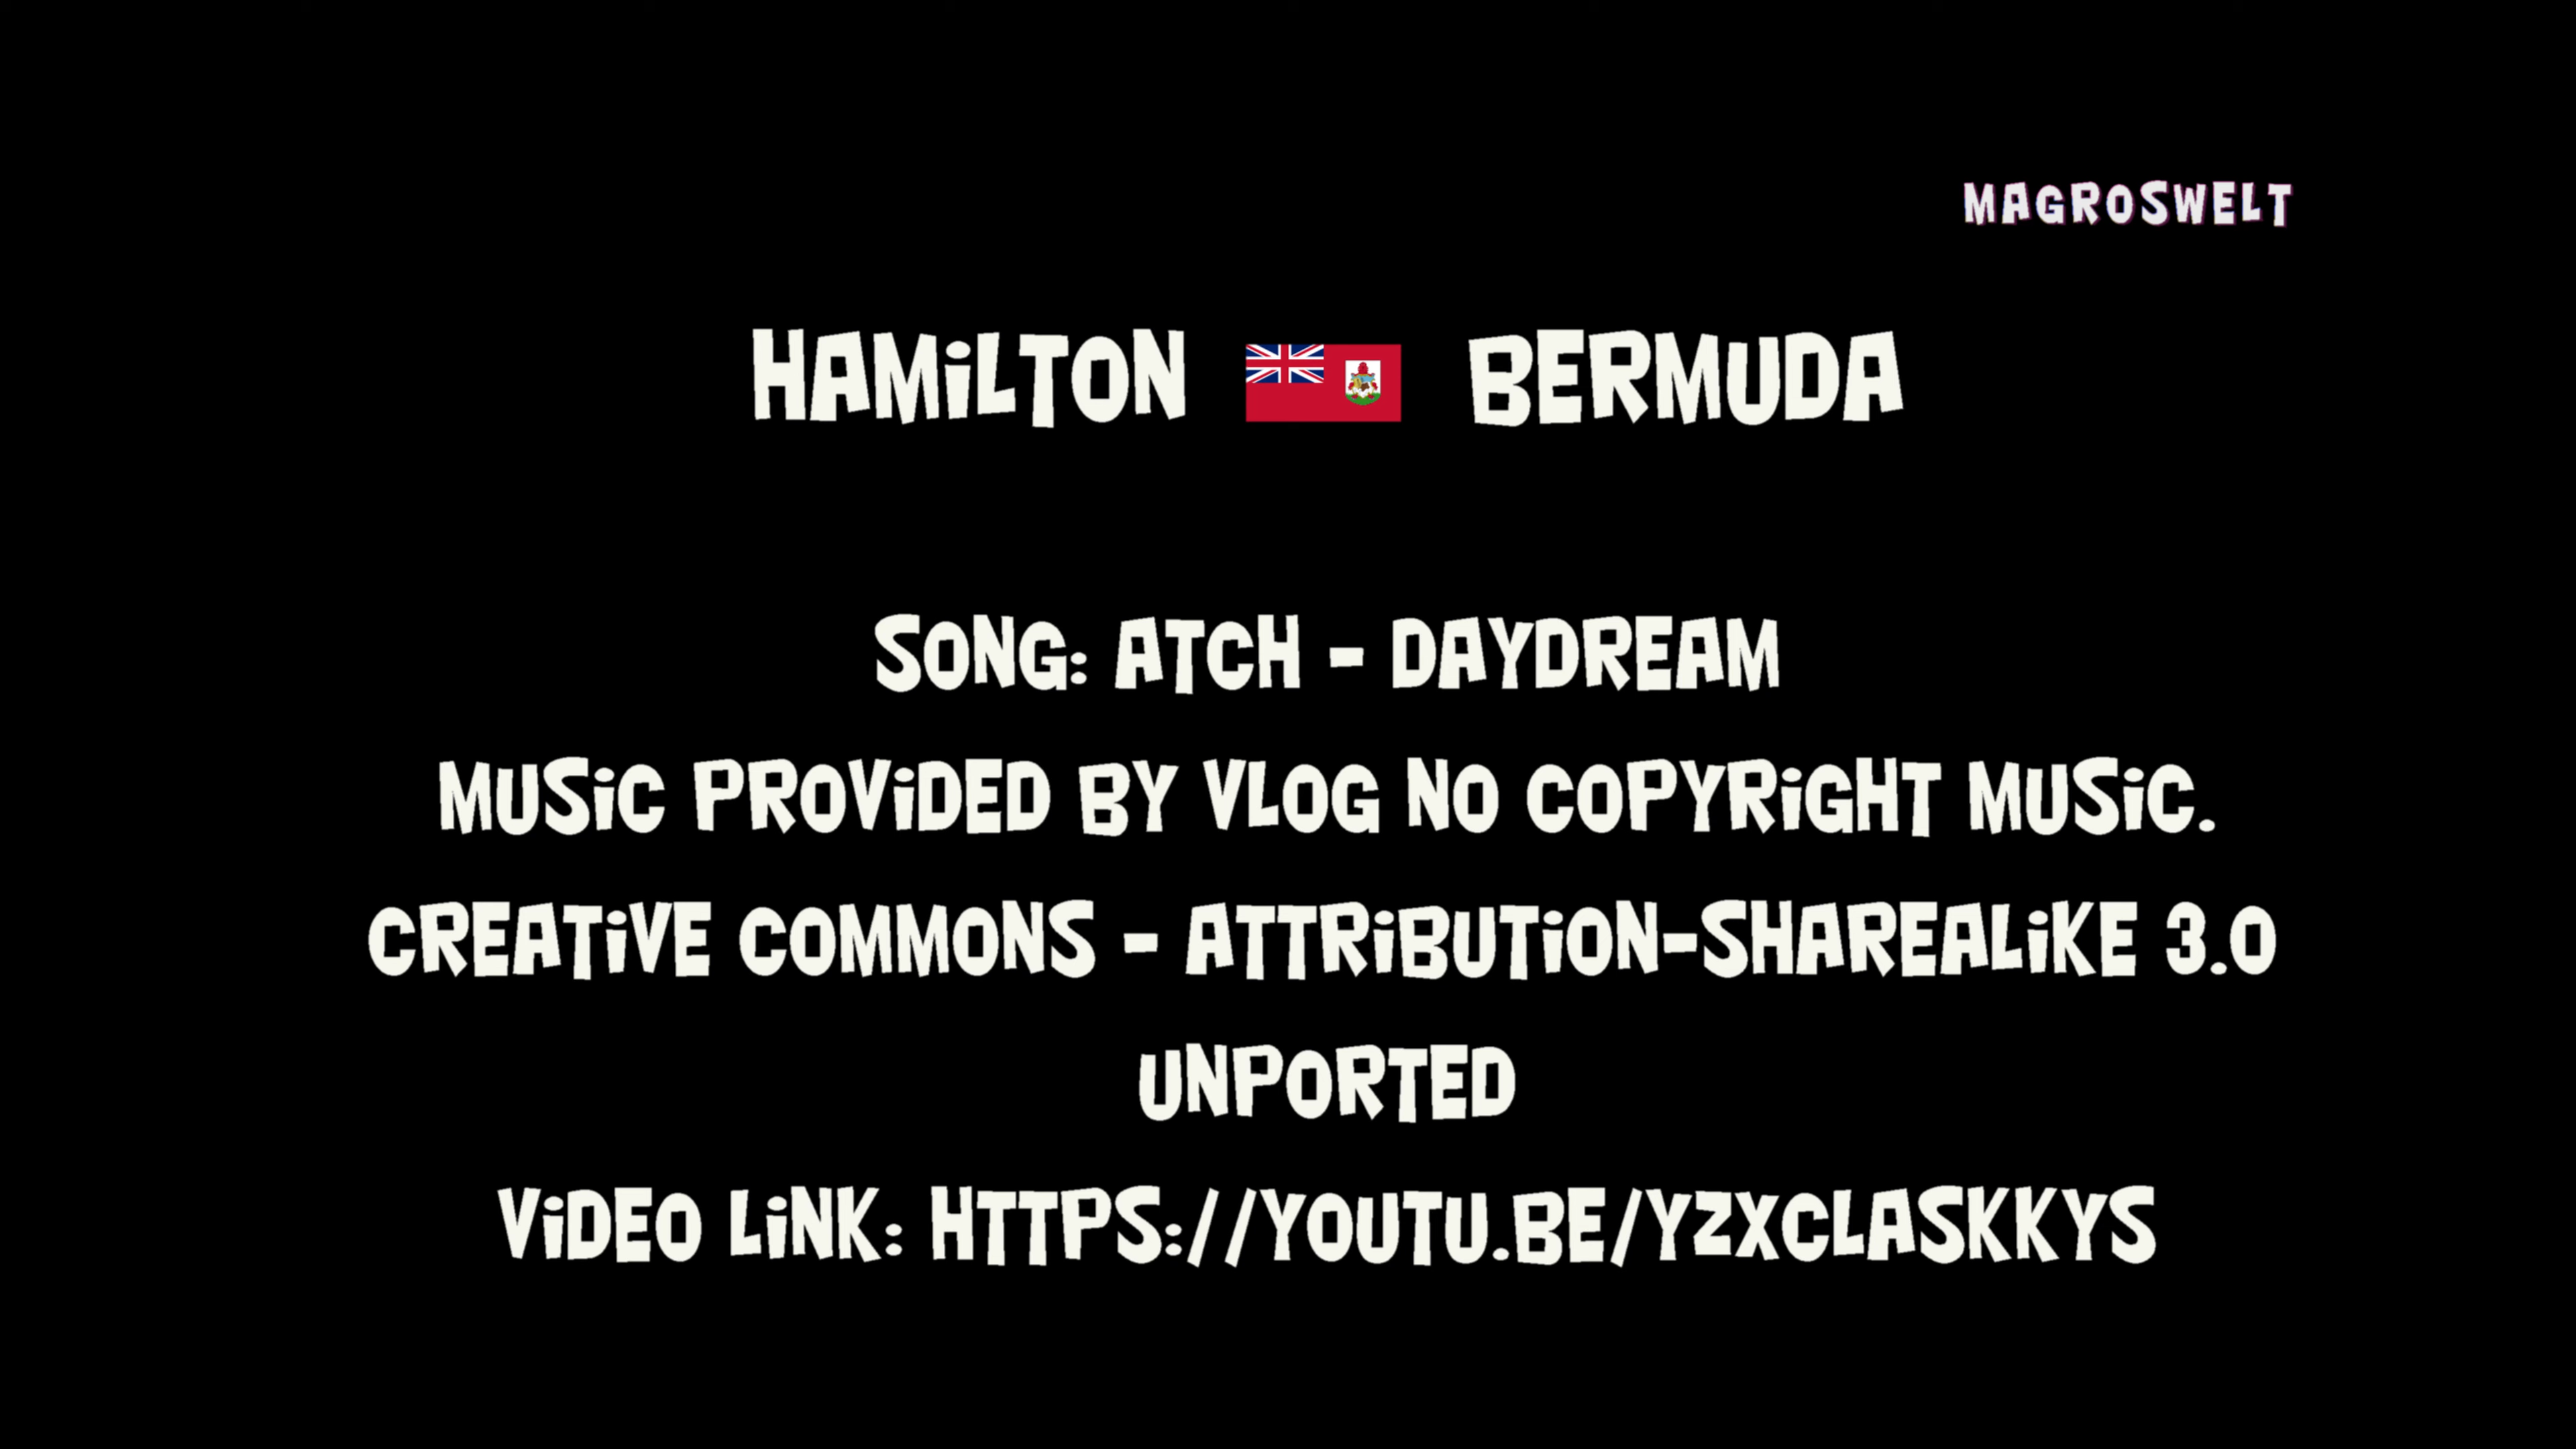 MAGROSWELT
HAMiLTON BERMUDA
SONG: ATCH - DAYDREAM
MUSiC PROViDED BY VLOG NO COPYRiGHT MUSiC.
CREATiVE COMMONS - ATTRiBUTiON-SHAREALiKE 3.0
UNPORTED
ViDEO LiNK: HTTPS://YOUTU.BE/YZXCLASKKYS